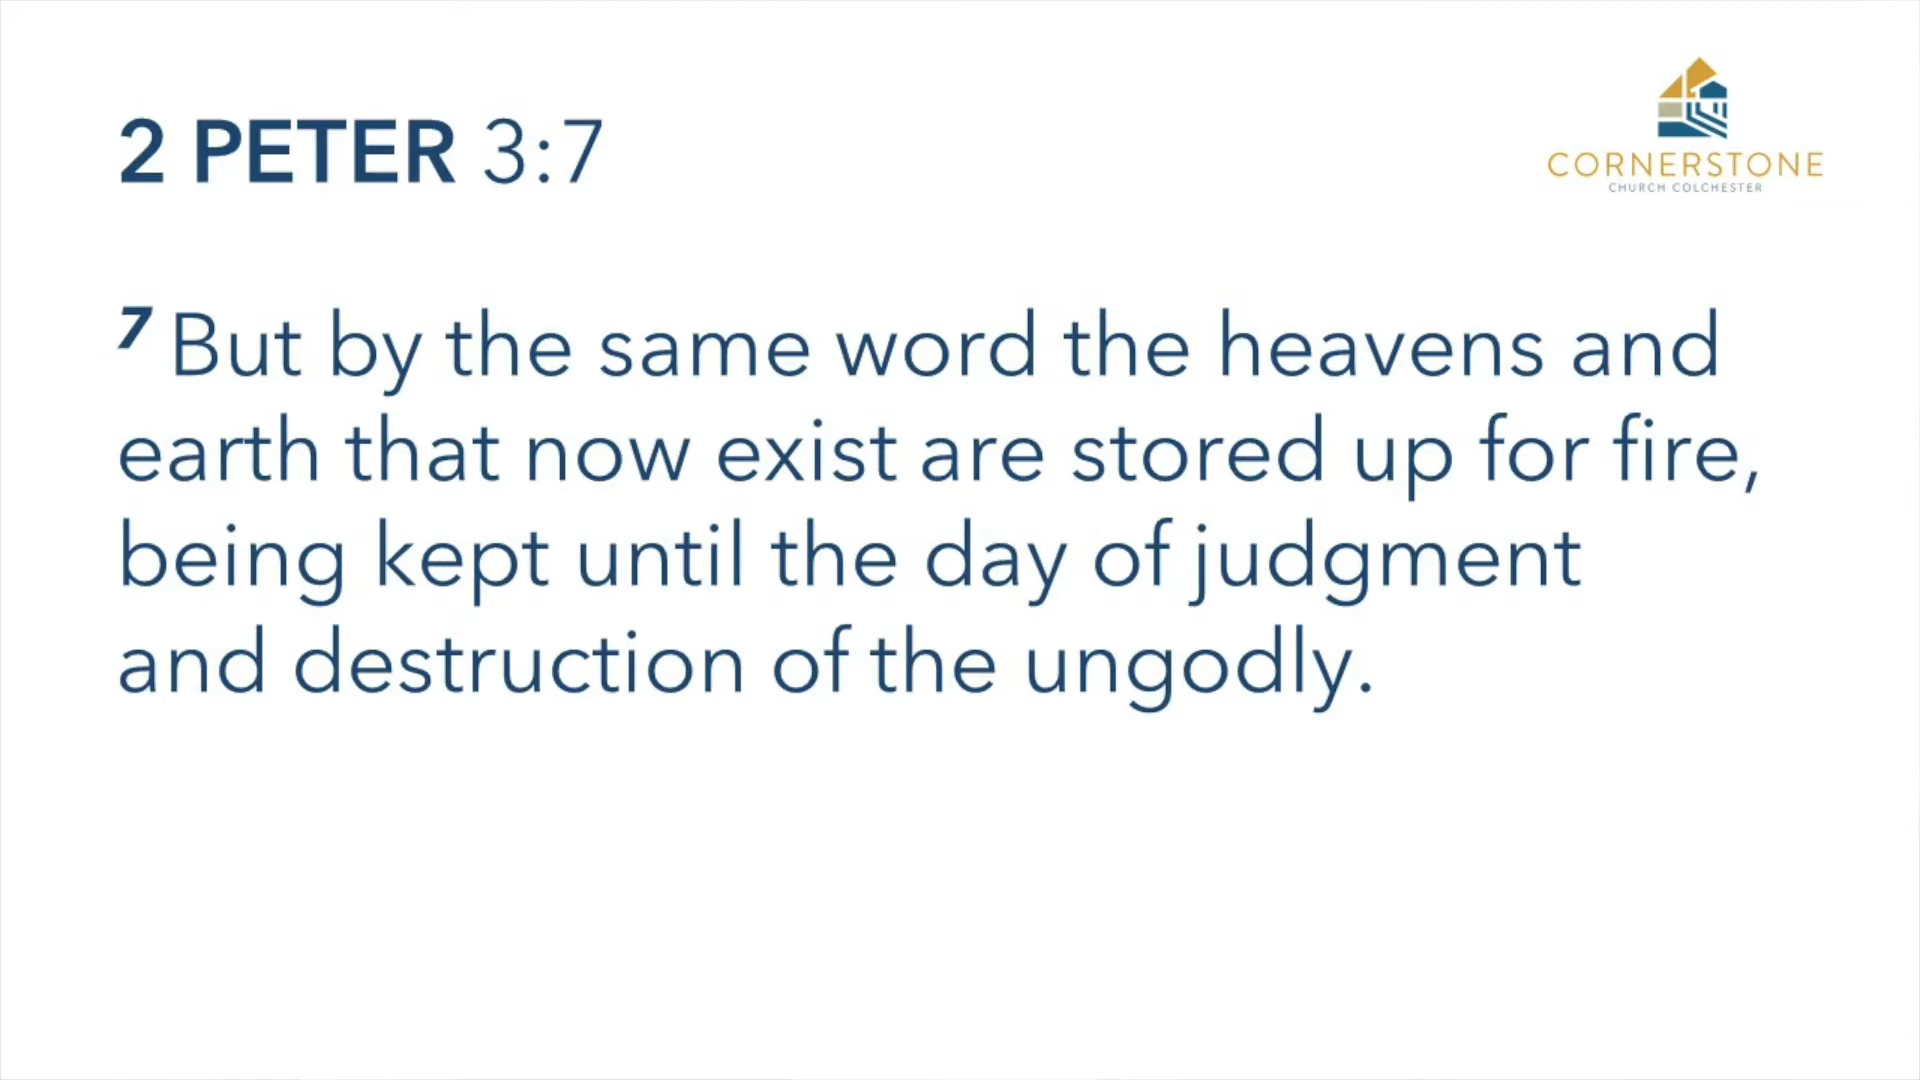 2 PETER 3:7
CORNERSTONE
CHURCH COLCHESTER
7 But by the same word the heavens and
earth that now exist are stored up for fire,
being kept until the day of judgment
and destruction of the ungodly.